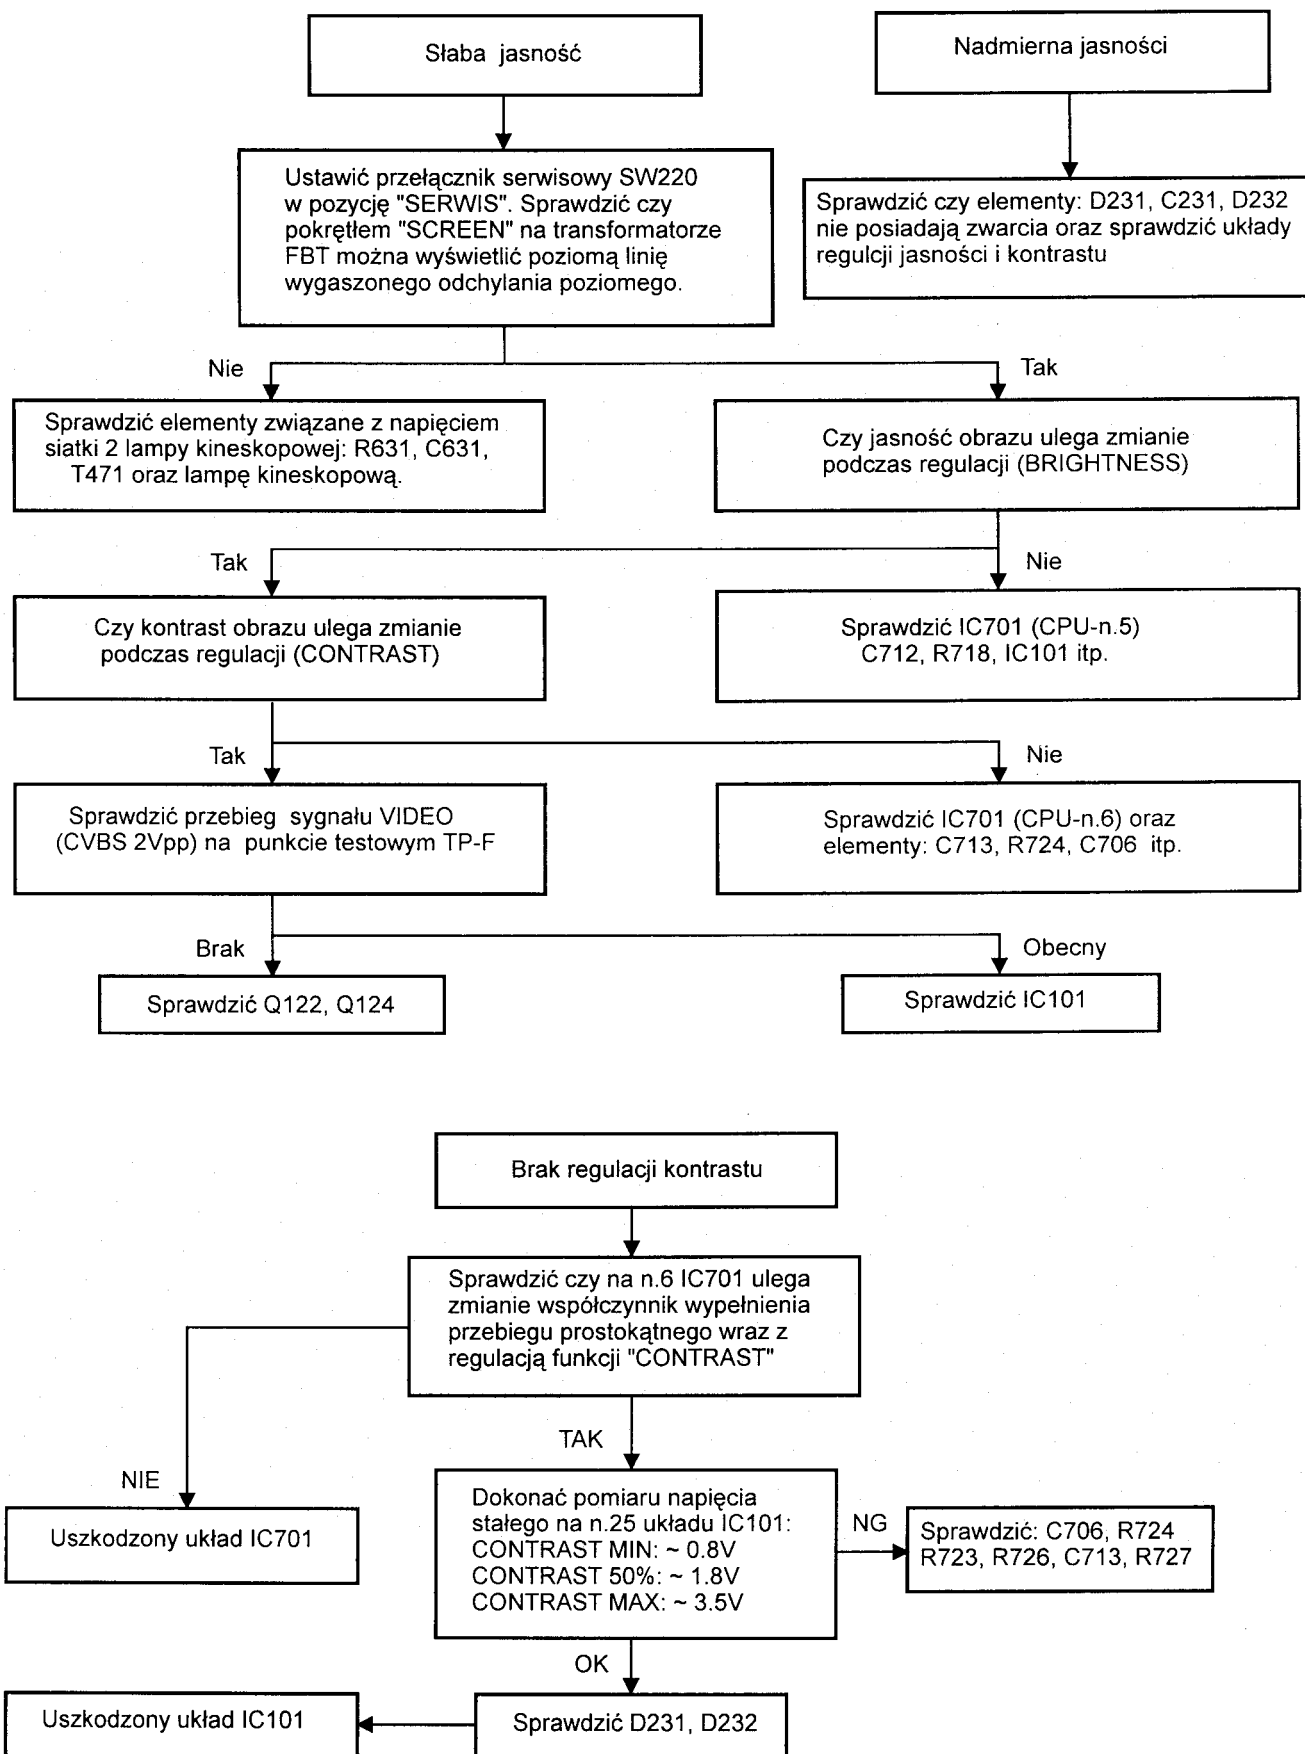 Słaba jasność
Nadmierna jasności
Ustawić przełącznik serwisowy SW220
w pozycję "SERWIS". Sprawdzić czy
pokrętłem "SCREEN" na transformatorze
FBT można wyświetlić poziomą linię
wygaszonego odchylania poziomego.
Sprawdzić czy elementy: D231, C231, D232
nie posiadają zwarcia oraz sprawdzić układy
regulcji jasności i kontrastu
Nie
Tak
Sprawdzić elementy związane z napięciem
siatki 2 lampy kineskopowej: R631, C631,
T471 oraz lampę kineskopową.
Czy jasność obrazu ulega zmianie
podczas regulacji (BRIGHTNESS)
Tak
Nie
Czy kontrast obrazu ulega zmianie
podczas regulacji (CONTRAST)
Sprawdzić IC701 (CPU-n.5)
C712, R718, IC101 itp.
Tak
Nie
Sprawdzić przebieg sygnału VIDEO
(CVBS 2Vpp) na punkcie testowym TP-F
Sprawdzić IC701 (CPU-n.6) oraz
elementy: C713, R724, C706 itp.
Brak
Obecny
Sprawdzić Q122, Q124
Sprawdzić IC101
Brak regulacji kontrastu
Sprawdzić czy na n.6 IC701 ulega
zmianie współczynnik wypełnienia
przebiegu prostokątnego wraz z
regulacją funkcji "CONTRAST"
TAK
NIE
Uszkodzony układ IC701
Dokonać pomiaru napięcia
stałego na n.25 układu IC101:
CONTRAST MIN: ~ 0.8V
CONTRAST 50%: ~ 1.8V
CONTRAST MAX: ~ 3.5V
NG
Sprawdzić: C706, R724
R723, R726, C713, R727
OK
Uszkodzony układ IC101
Sprawdzić D231, D232